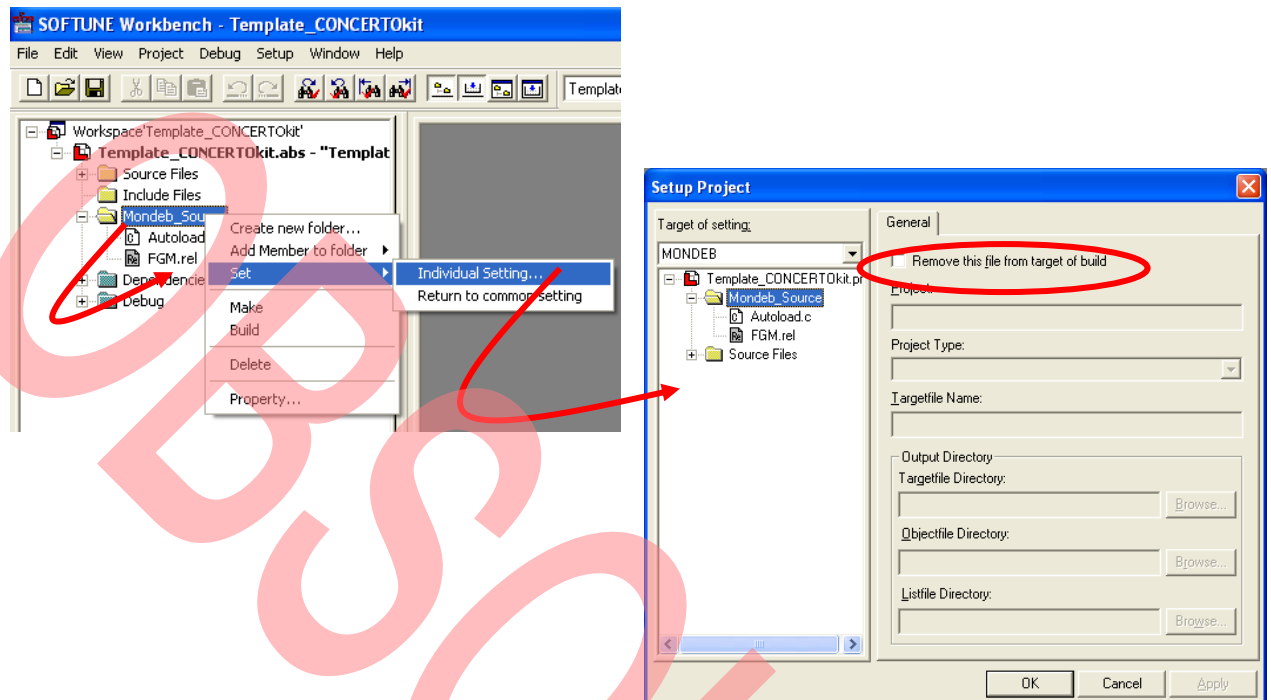 SOFTUNE Workbench - Template_CONCERTOkit
File Edit View Project Debug Setup Window Help
Templat
Workspace'Template_CONCERTOkit'
Template_CONCERTOkit.abs - "Templat
Source Files
Include Files
Mondeb_Sou
Autoload
FGM.rel
Dependencie
Debug
Create new folder...
Add Member to folder
Set
Make
Build
Delete
Property...
Individual Setting...
Return to common setting
Setup Project
Target of setting:
MONDEB
Template_CONCERTOkit.pr
Mondeb_Source
Autoload.c
FGM.rel
Source Files
General
Remove this file from target of build
Project:
Project Type:
Targetfile Name:
Output Directory
Targetfile Directory:
Browse...
Objectfile Directory:
Browse...
Listfile Directory:
Browse...
OK Cancel Apply
OBSO